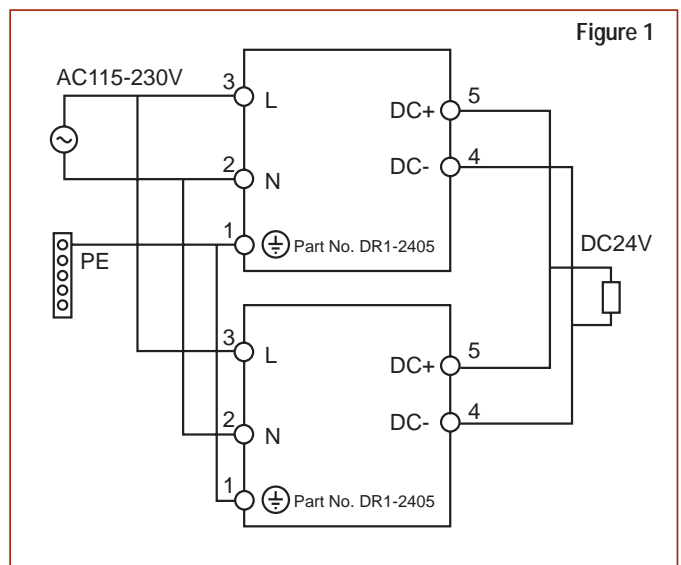 Figure 1
AC115-230V
3
L
DC+
5
2
N
DC-
4
1
Part No. DR1-2405
PE
DC24V
3
L
DC+
5
2
N
DC-
4
1
Part No. DR1-2405